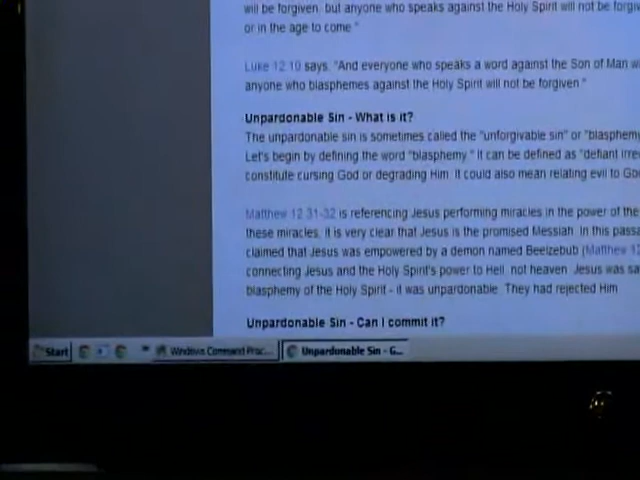 will be forgiven, but anyone who speaks against the Holy Spirit will not be forgiv
or in the age to come."
Luke 12:10 says, "And everyone who speaks a word against the Son of Man wi
anyone who blasphemes against the Holy Spirit will not be forgiven."
Unpardonable Sin - What is it?
The unpardonable sin is sometimes called the "unforgivable sin" or "blasphemy
Let's begin by defining the word "blasphemy." It can be defined as "defiant irre
constitute cursing God or degrading Him. It could also mean relating evil to God
Matthew 12:31-32 is referencing Jesus performing miracles in the power of the
these miracles, it is very clear that Jesus is the promised Messiah. In this passa
claimed that Jesus was empowered by a demon named Beelzebub (Matthew 12
connecting Jesus and the Holy Spirit's power to Hell, not heaven. Jesus was sa
blasphemy of the Holy Spirit - it was unpardonable. They had rejected Him.
Unpardonable Sin - Can I commit it?
Start Windows Command Proc... Unpardonable Sin - G...